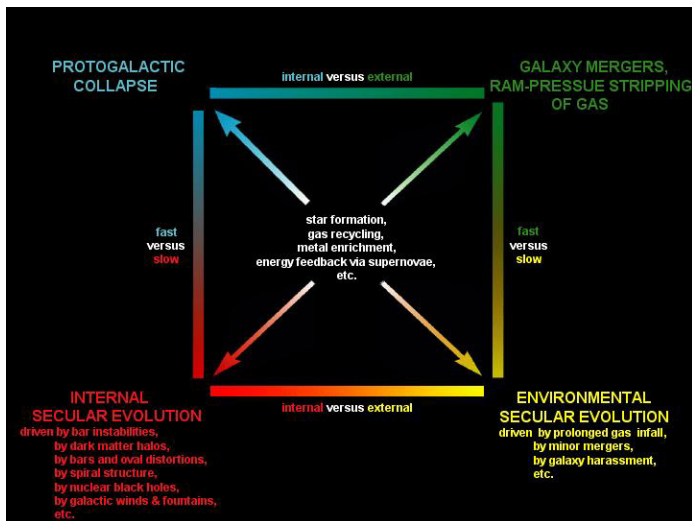 PROTOGALACTIC
COLLAPSE
internal versus external
GALAXY MERGERS,
RAM-PRESSUE STRIPPING
OF GAS
fast
versus
slow
star formation,
gas recycling,
metal enrichment,
energy feedback via supernovae,
etc.
fast
versus
slow
INTERNAL
SECULAR EVOLUTION
driven by bar instabilities,
by dark matter halos,
by bars and oval distortions,
by spiral structure,
by nuclear black holes,
by galactic winds & fountains,
etc.
internal versus external
ENVIRONMENTAL
SECULAR EVOLUTION
driven by prolonged gas infall,
by minor mergers,
by galaxy harassment,
etc.